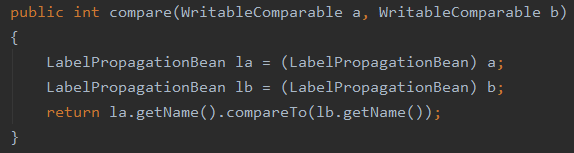 public int compare(WritableComparable a, WritableComparable b)
{
    LabelPropagationBean la = (LabelPropagationBean) a;
    LabelPropagationBean lb = (LabelPropagationBean) b;
    return la.getName().compareTo(lb.getName());
}